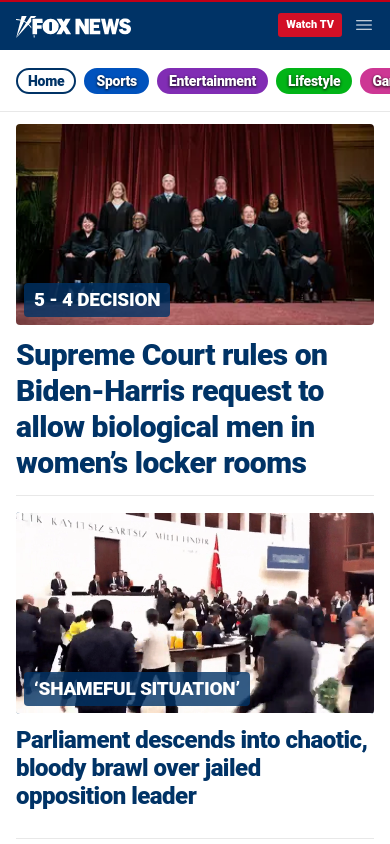 FOX NEWS
Watch TV
Home
Sports
Entertainment
Lifestyle
5 - 4 DECISION
Supreme Court rules on
Biden-Harris request to
allow biological men in
women’s locker rooms
KAYITSIZ ŞARTSIZ MİLLETİNDİR
‘SHAMEFUL SITUATION’
Parliament descends into chaotic,
bloody brawl over jailed
opposition leader